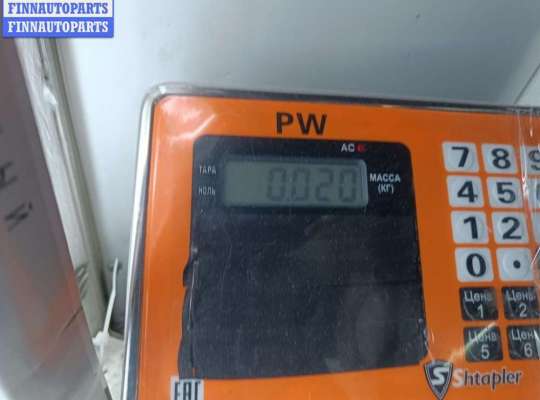 FINNAUTOPARTS
FINNAUTOPARTS
PW
AC
ТАРА
НОЛЬ
0.020
МАССА
(КГ)
7 8 9
4 5
1 2
0 .
Цена 1
Цена 2
Цена 5
Цена 6
S Shtapler
EAC